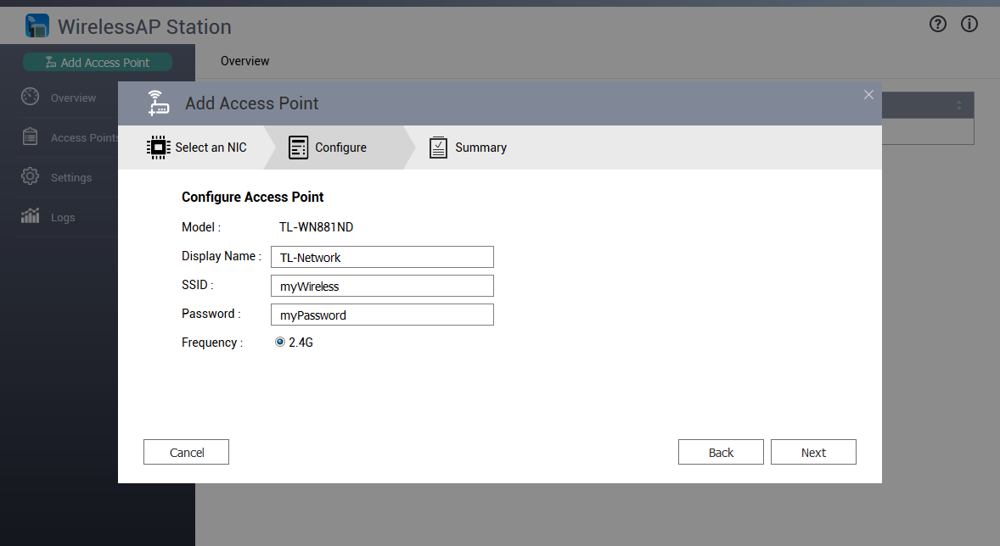 WirelessAP Station
Add Access Point
Overview
Overview
Access Points
Settings
Logs
Add Access Point
Select an NIC
Configure
Summary
Configure Access Point
Model : TL-WN881ND
Display Name : TL-Network
SSID : myWireless
Password : myPassword
Frequency : 2.4G
Cancel
Back
Next